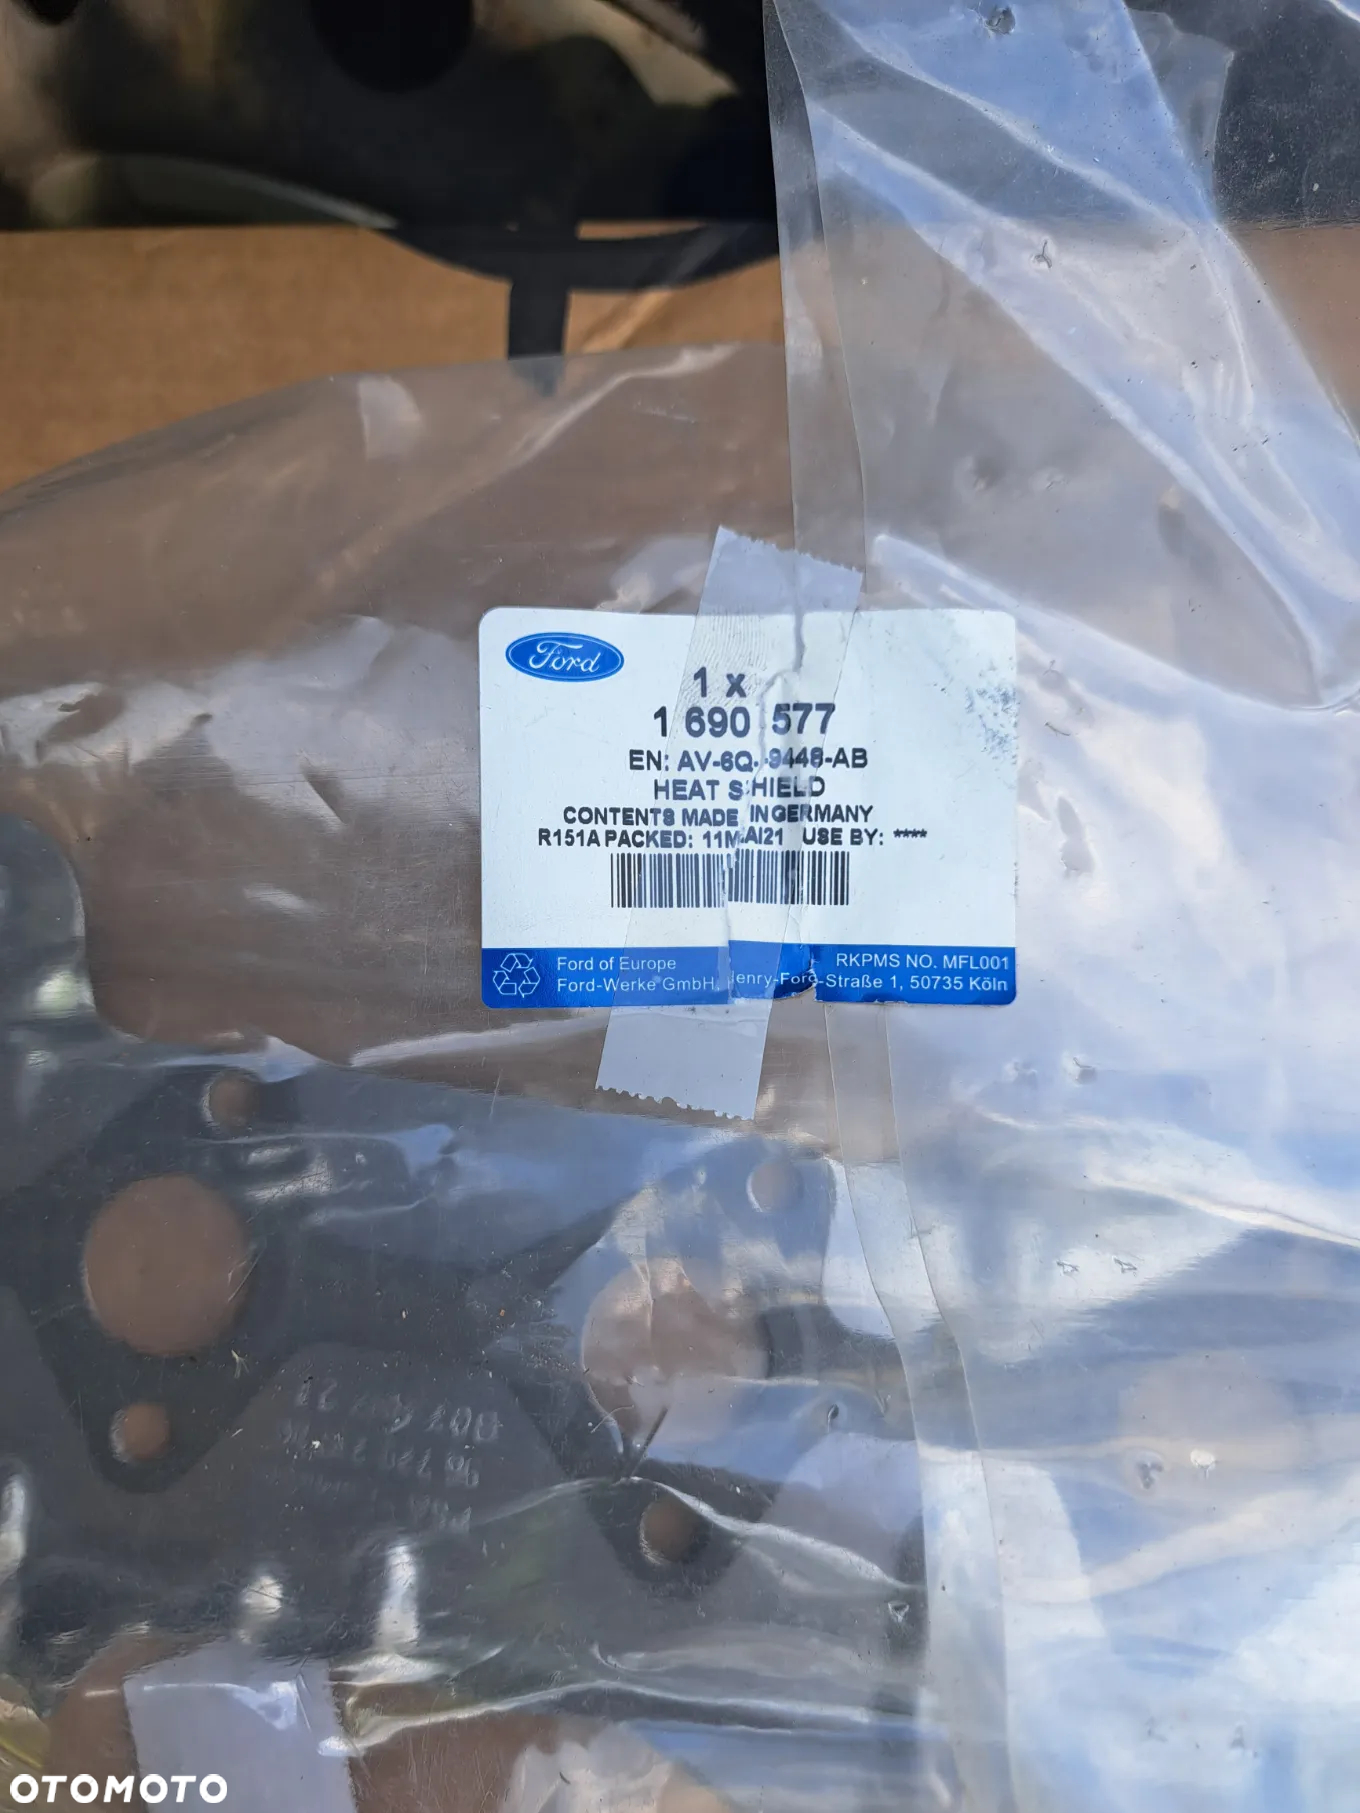 Ford
1 x
1 690 577
EN: AV-6Q- 9448-AB
HEAT SHIELD
CONTENTS MADE IN GERMANY
R151A PACKED: 11MAI21 USE BY: ****
Ford of Europe RKPMS NO. MFL001
Ford-Werke GmbH, Henry-Ford-Straße 1, 50735 Köln
OTOMOTO